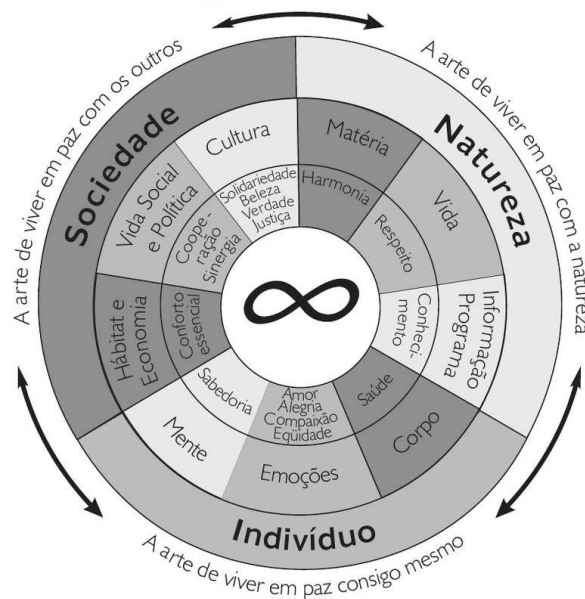 A arte de viver em paz com os outros
Sociedade
A arte de viver em paz com a natureza
Natureza
A arte de viver em paz consigo mesmo
Indivíduo
Cultura
Solidariedade
Beleza
Verdade
Justiça
Matéria
Harmonia
Vida
Respeito
Informação
Programa
Conheci-
mento
Corpo
Saúde
Emoções
Amor
Alegria
Compaixão
Eqüidade
Mente
Sabedoria
Hábitat e
Economia
Conforto
essencial
Vida Social
e Política
Coope-
ração
Sinergia